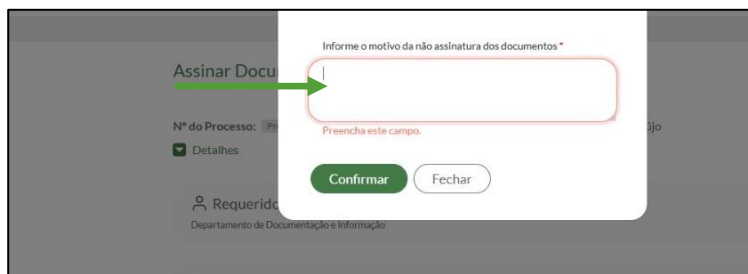 Informe o motivo da não assinatura dos documentos *
Assinar Docu
Preencha este campo.
Nº do Processo:
Detalhes
Confirmar
Fechar
Requerido
Departamento de Documentação e Informação